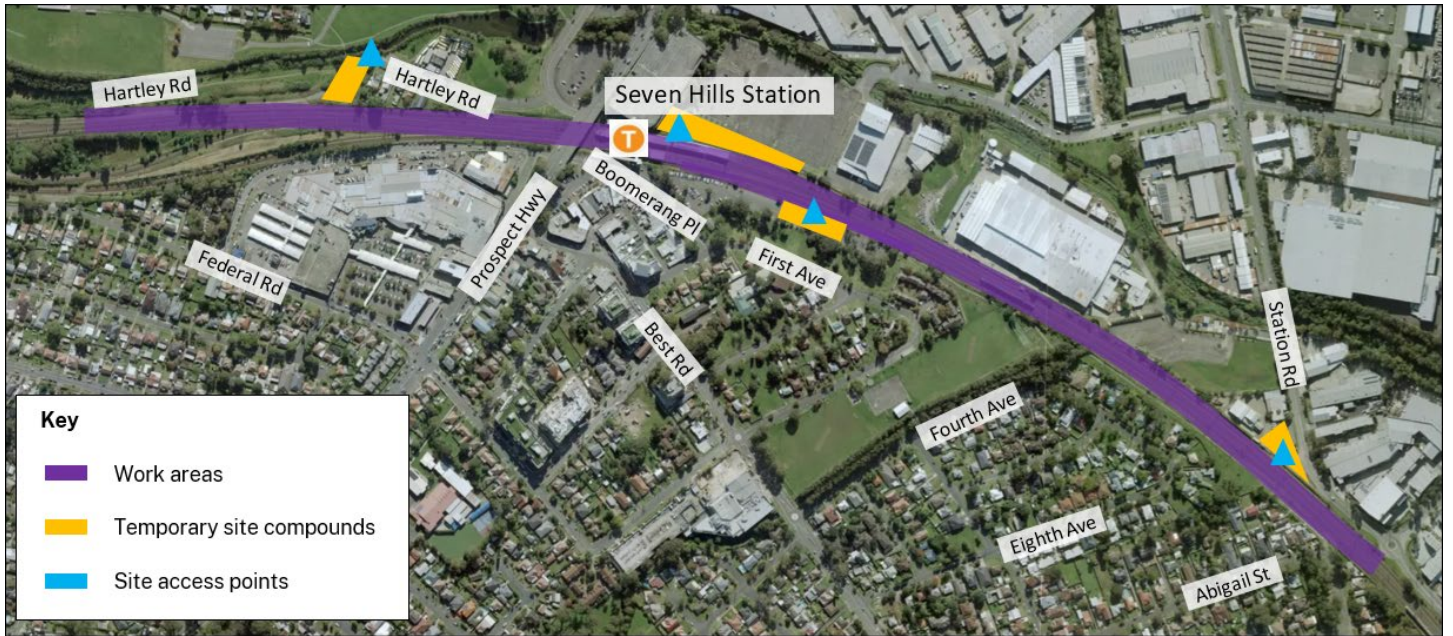 Hartley Rd
Hartley Rd
Seven Hills Station
T
Boomerang Pl
Prospect Hwy
Federal Rd
First Ave
Best Rd
Station Rd
Fourth Ave
Eighth Ave
Abigail St
Key
Work areas
Temporary site compounds
Site access points